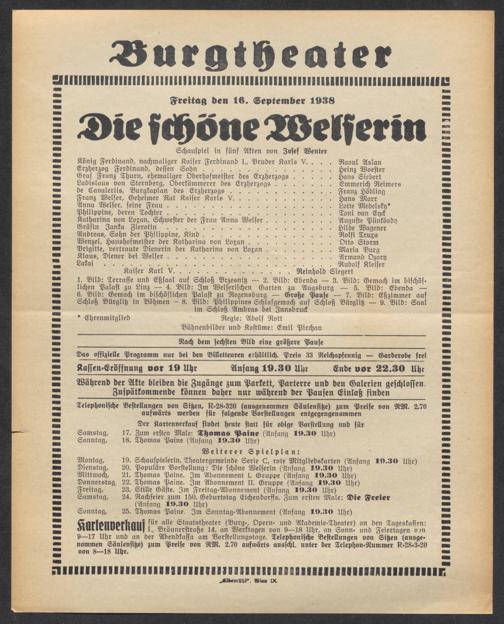 Burgtheater
Freitag den 16. September 1938
Die schöne Welserin
Schauspiel in fünf Akten von Josef Wenter
König Ferdinand, nachmaliger Kaiser Ferdinand I., Bruder Karls V. . . . . Raoul Aslan
Erzherzog Ferdinand, dessen Sohn . . . . Heinz Woester
Graf Franz Thurn, ehemaliger Oberhofmeister des Erzherzogs . . . . Hans Siebert
Ladislaus von Sternberg, Oberkämmerer des Erzherzogs . . . . Emmerich Reimers
de Cavaleriis, Burgkaplan des Erzherzogs . . . . Franz Höbling
Franz Welser, Geheimer Rat Kaiser Karls V. . . . . Hans Marr
Anna Welser, seine Frau . . . . Lotte Medelsky*
Philippine, deren Tochter . . . . Toni van Eyck
Katharina von Loxan, Schwester der Frau Anna Welser . . . . Auguste Pünkösdy
Gräfin Zanka Fierotin . . . . Hilde Wagener
Andreas, Sohn der Philippine, Kind . . . . Rolfi Truxa
Wenzel, Haushofmeister der Katharina von Loxan . . . . Otto Storm
Brigitte, vertraute Dienerin der Katharina von Loxan . . . . Maria Burg
Klaus, Diener bei Welser . . . . Armand Ozory
Lakai . . . . Rudolf Kleifer
Kaiser Karl V. . . . . Reinhold Siegert
1. Bild: Terrasse und Eßsaal auf Schloß Brzesnitz — 2. Bild: Ebenda — 3. Bild: Gemach im bischöf-
lichen Palast zu Linz — 4. Bild: Im Welserischen Garten zu Augsburg — 5. Bild: Ebenda —
6. Bild: Gemach im bischöflichen Palast zu Regensburg — Große Pause — 7. Bild: Eßzimmer auf
Schloß Bürglitz in Böhmen — 8. Bild: Philippines Schlafgemach auf Schloß Bürglitz — 9. Bild: Saal
im Schloß Ambras bei Innsbruck
* Ehrenmitglied Regie: Adolf Rott
Bühnenbilder und Kostüme: Emil Pirchan
Nach dem sechsten Bild eine größere Pause
Das offizielle Programm nur bei den Billeteuren erhältlich. Preis 33 Reichspfennig — Garderobe frei
Kassen-Eröffnung vor 19 Uhr Anfang 19.30 Uhr Ende vor 22.30 Uhr
Während der Akte bleiben die Zugänge zum Parkett, Parterre und den Galerien geschlossen.
Zuspätkommende können daher nur während der Pausen Einlaß finden
Telephonische Bestellungen von Sitzen, R-28-320 (ausgenommen Säulensitze) zum Preise von RM. 2.70
aufwärts werden für folgende Vorstellungen entgegengenommen
Der Kartenverkauf findet heute statt für obige Vorstellung und für
Samstag, 17. Zum ersten Male: Thomas Paine (Anfang 19.30 Uhr)
Sonntag, 18. Thomas Paine (Anfang 19.30 Uhr)
Weiterer Spielplan:
Montag, 19. Schauspielerin. Theatergemeinde Serie C, rote Mitgliedskarten (Anfang 19.30 Uhr)
Dienstag, 20. Populäre Vorstellung: Die schöne Welserin (Anfang 19.30 Uhr)
Mittwoch, 21. Thomas Paine. Im Abonnement I. Gruppe (Anfang 19.30 Uhr)
Donnerstag, 22. Thomas Paine. Im Abonnement II. Gruppe (Anfang 19.30 Uhr)
Freitag, 23. Stille Gäste. Im Freitag-Abonnement (Anfang 19.30 Uhr)
Samstag, 24. Nachfeier zum 150. Geburtstag Eichendorffs. Zum ersten Male: Die Freier
(Anfang 19.30 Uhr)
Sonntag, 25. Thomas Paine. Im Sonntag-Abonnement (Anfang 19.30 Uhr)
Kartenverkauf für alle Staatstheater (Burg-, Opern- und Akademie-Theater) an den Tageskassen:
I., Bräunerstraße 14, an Werktagen von 9—18 Uhr, an Sonn- und Feiertagen von
9—17 Uhr und an der Abendkassa am Vorstellungstage. Telephonische Bestellungen von Sitzen (ausge-
nommen Säulensitze) zum Preise von RM. 2.70 aufwärts auschl. unter der Telephon-Nummer R-28-3-20
von 8—18 Uhr.
„Elbemühl", Wien IX.